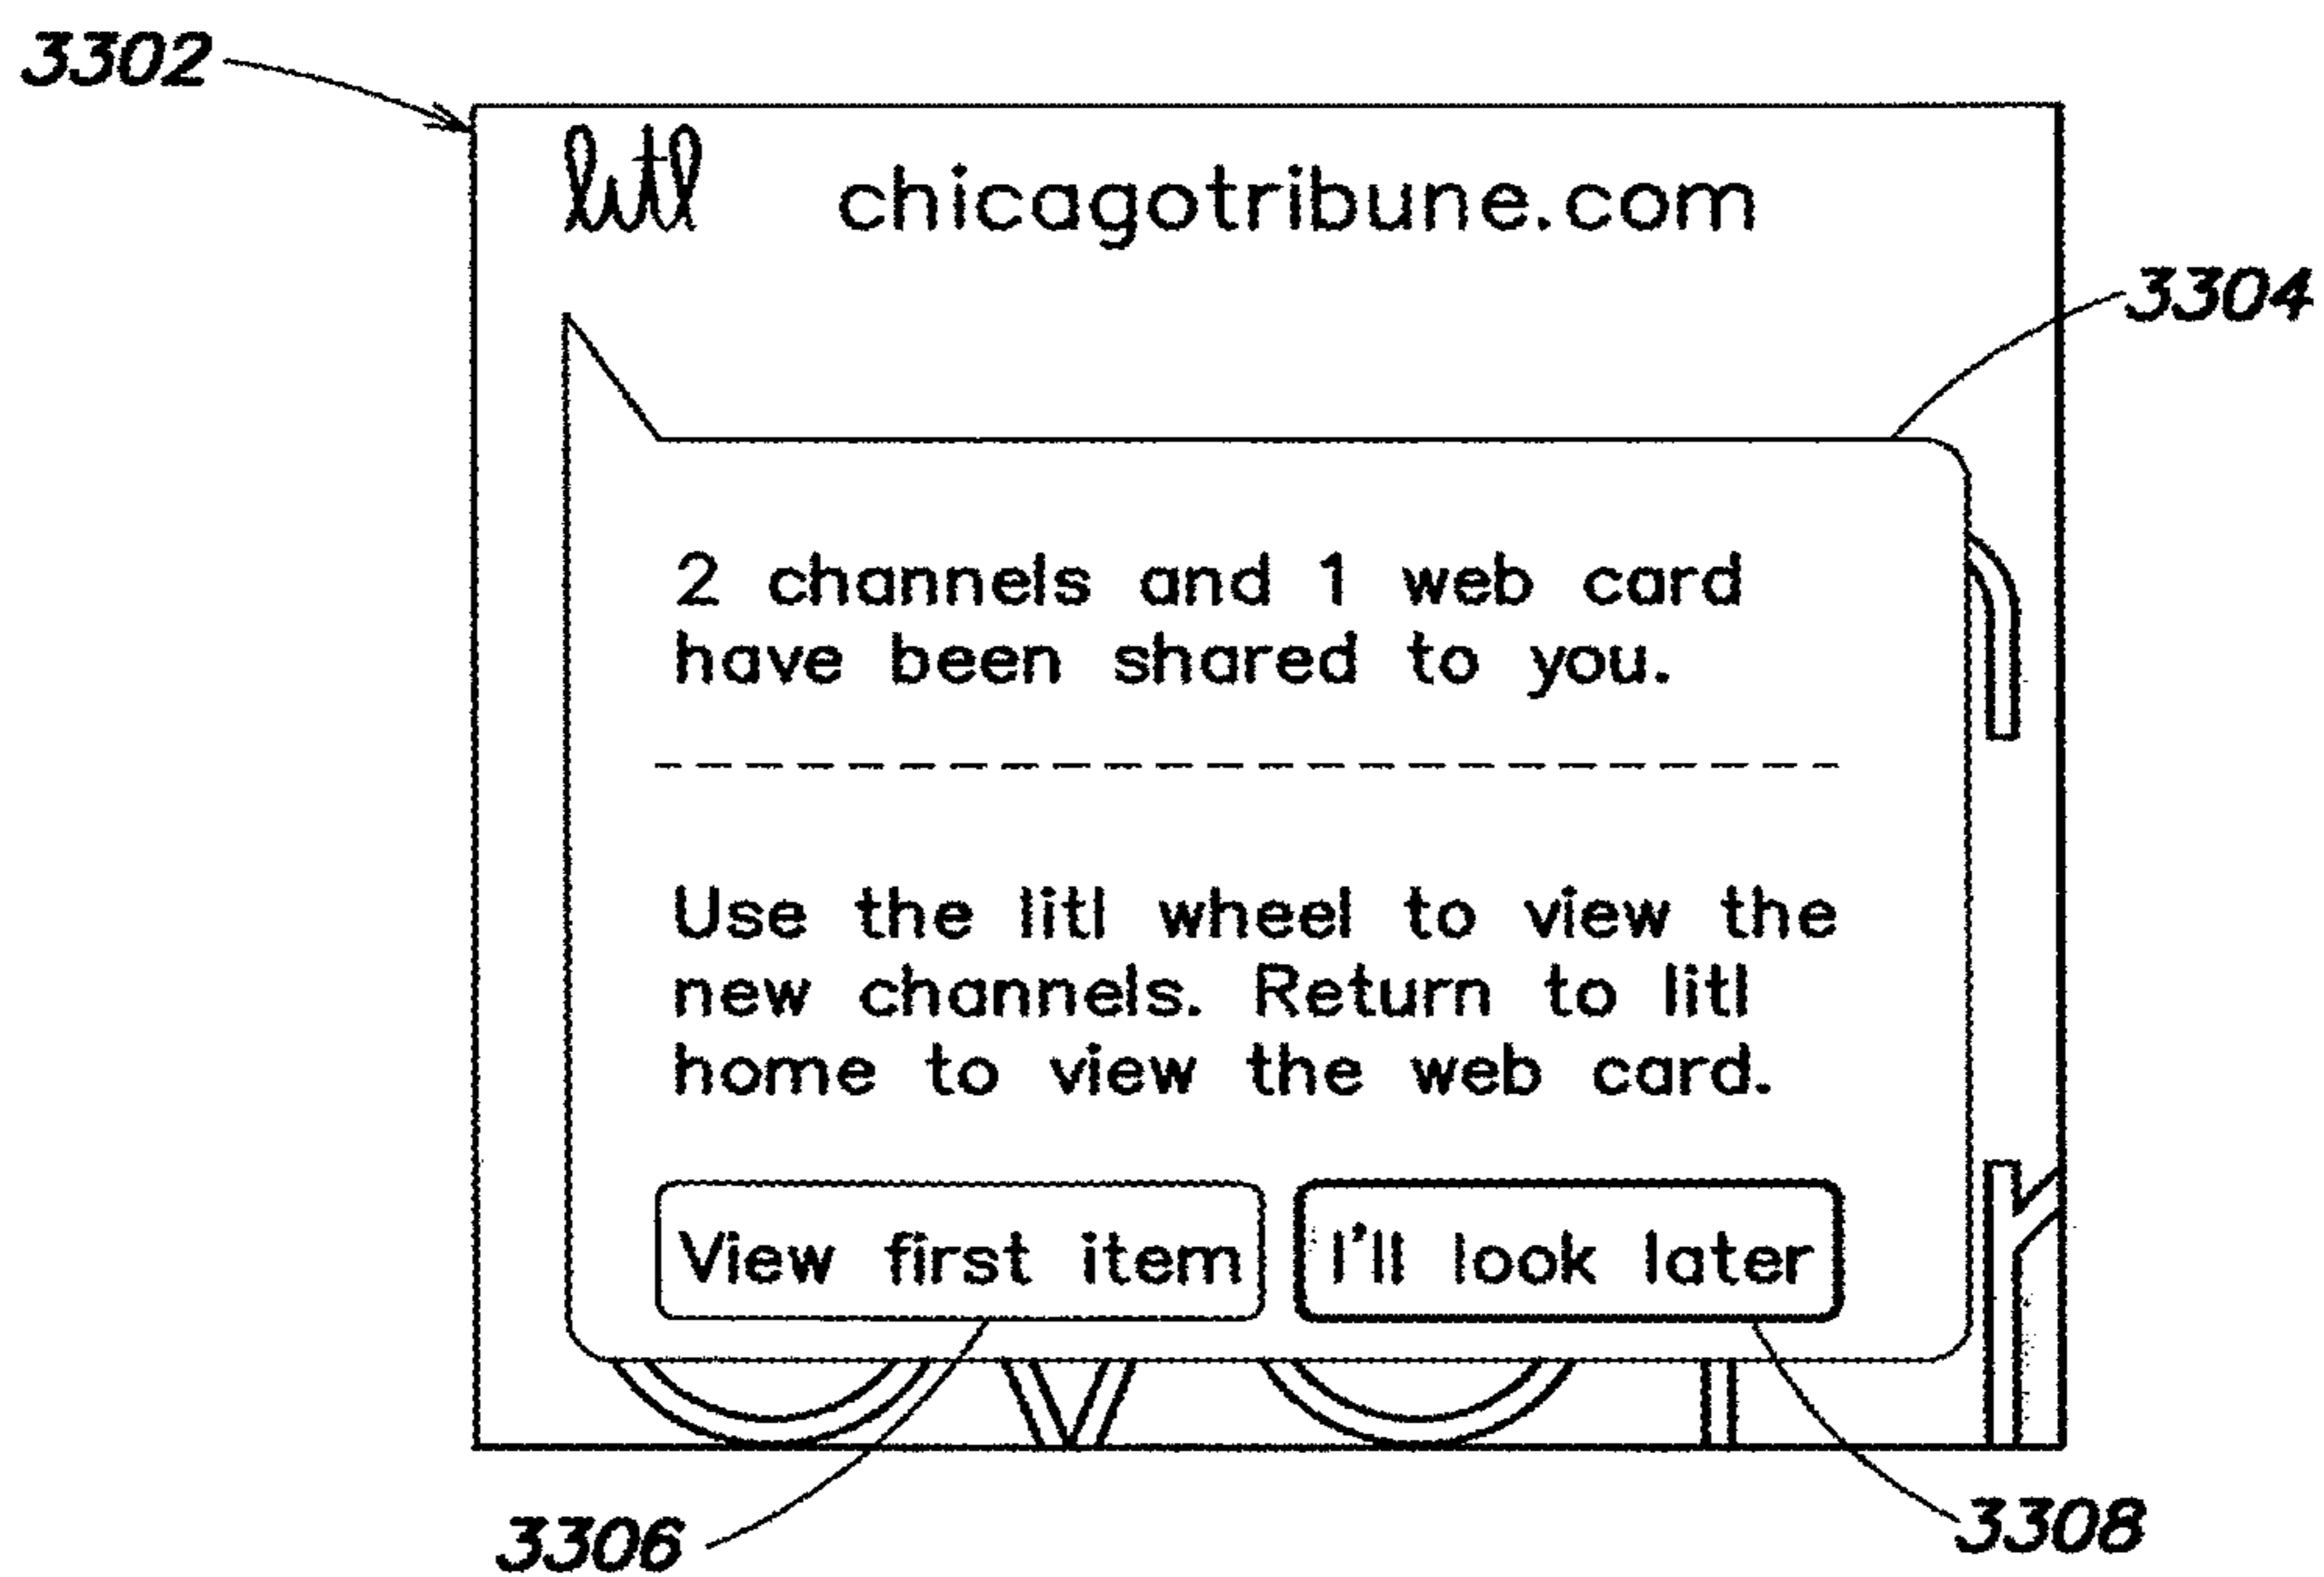 3302
litl chicagotribune.com
3304
2 channels and 1 web card
have been shared to you.
Use the litl wheel to view the
new channels. Return to litl
home to view the web card.
View first item I'll look later
3306
3308